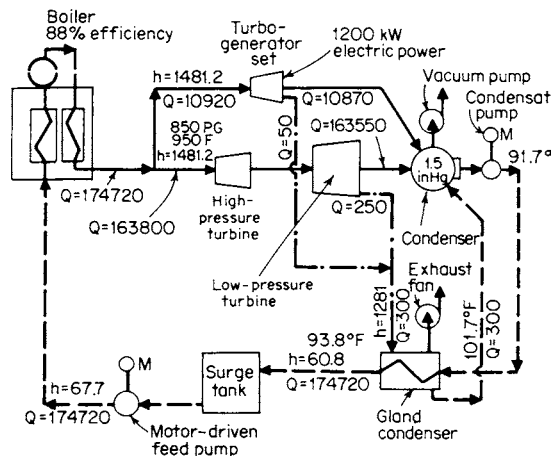 Boiler
88% efficiency
Turbo-
generator
set
1200 kW
electric power
Vacuum pump
Condensat
pump
M
h=1481.2
Q=10920
Q=10870
Q=163550
850 PG
950 F
h=1481.2
Q=50
1.5
inHg
91.7°
Q=174720
Q=163800
High-
pressure
turbine
Q=250
Condenser
Low-pressure
turbine
Exhaust
fan
h=1281
Q=300
101.7°F
Q=300
93.8°F
h=60.8
Q=174720
Surge
tank
M
h=67.7
Q=174720
Gland
condenser
Motor-driven
feed pump